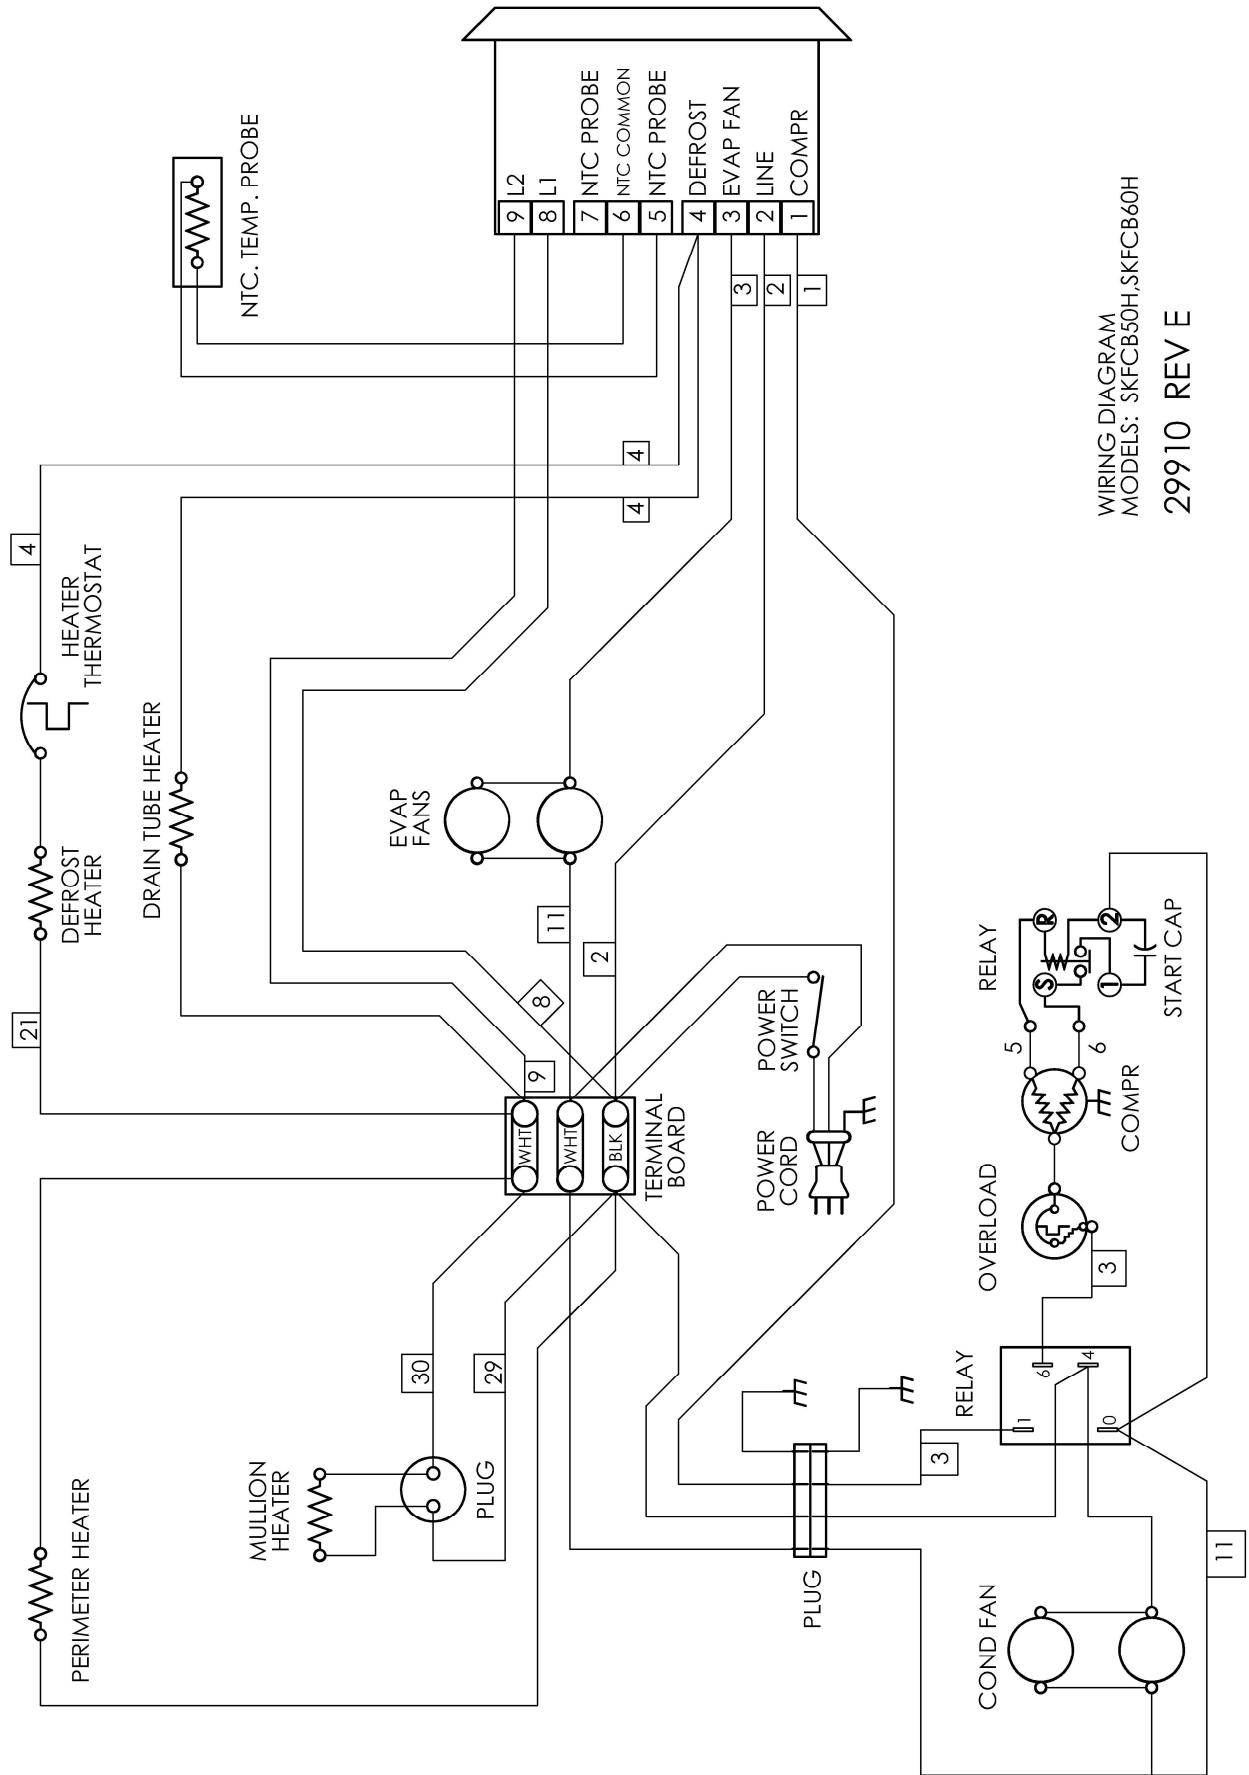 NTC. TEMP. PROBE
9 L2
8 L1
7 NTC PROBE
6 NTC COMMON
5 NTC PROBE
4 DEFROST
3 EVAP FAN
2 LINE
1 COMPR
3
2
1
4
4
4
HEATER
THERMOSTAT
DEFROST
HEATER
21
DRAIN TUBE HEATER
EVAP
FANS
11
2
8
9
WHT
WHT
BLK
TERMINAL
BOARD
POWER
SWITCH
POWER
CORD
30
29
MULLION
HEATER
PLUG
PERIMETER HEATER
PLUG
RELAY
R
S
2
1
START CAP
5
6
COMPR
OVERLOAD
3
RELAY
6
4
1
0
3
11
COND FAN
WIRING DIAGRAM
MODELS: SKFCB50H,SKFCB60H
29910 REV E